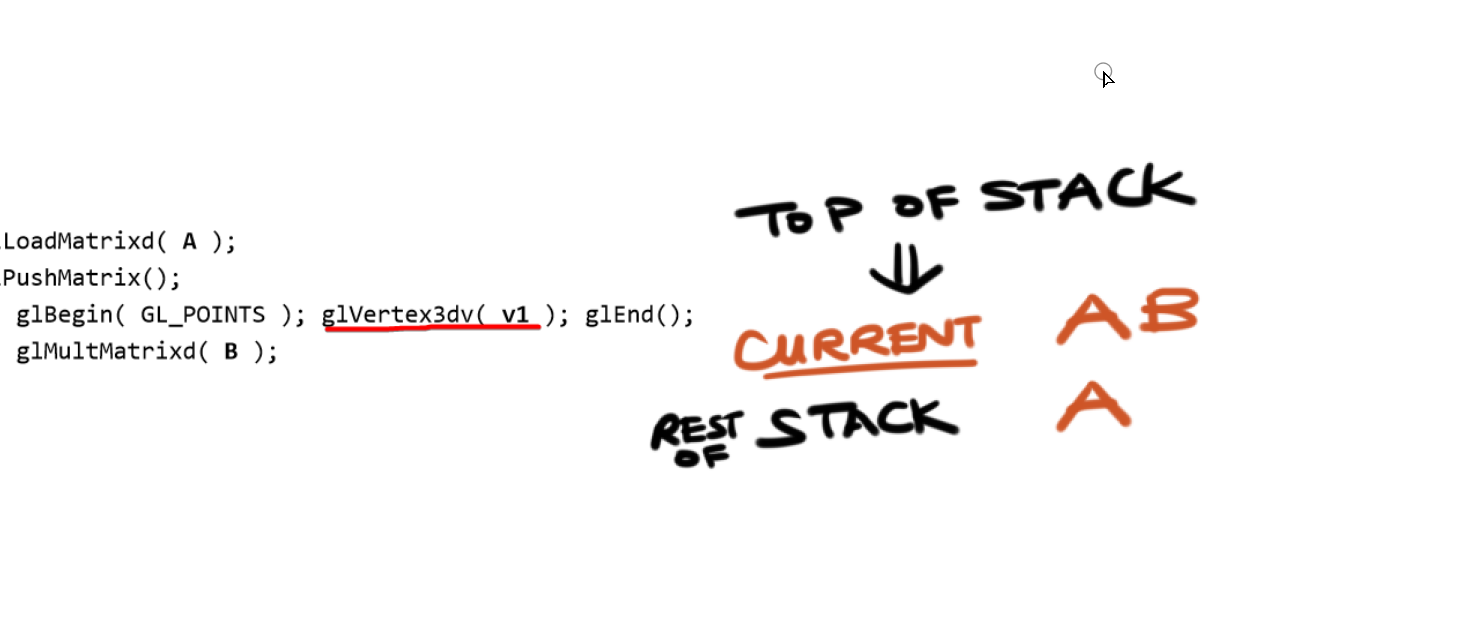 LoadMatrixd( A );
PushMatrix();
glBegin( GL_POINTS ); glVertex3dv( v1 ); glEnd();
glMultMatrixd( B );
TOP OF STACK
CURRENT AB
REST OF STACK A